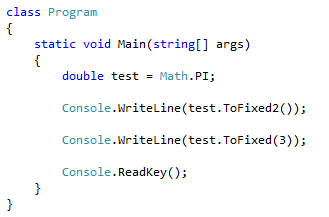 class Program
{
    static void Main(string[] args)
    {
        double test = Math.PI;
        Console.WriteLine(test.ToFixed2());
        Console.WriteLine(test.ToFixed(3));
        Console.ReadKey();
    }
}